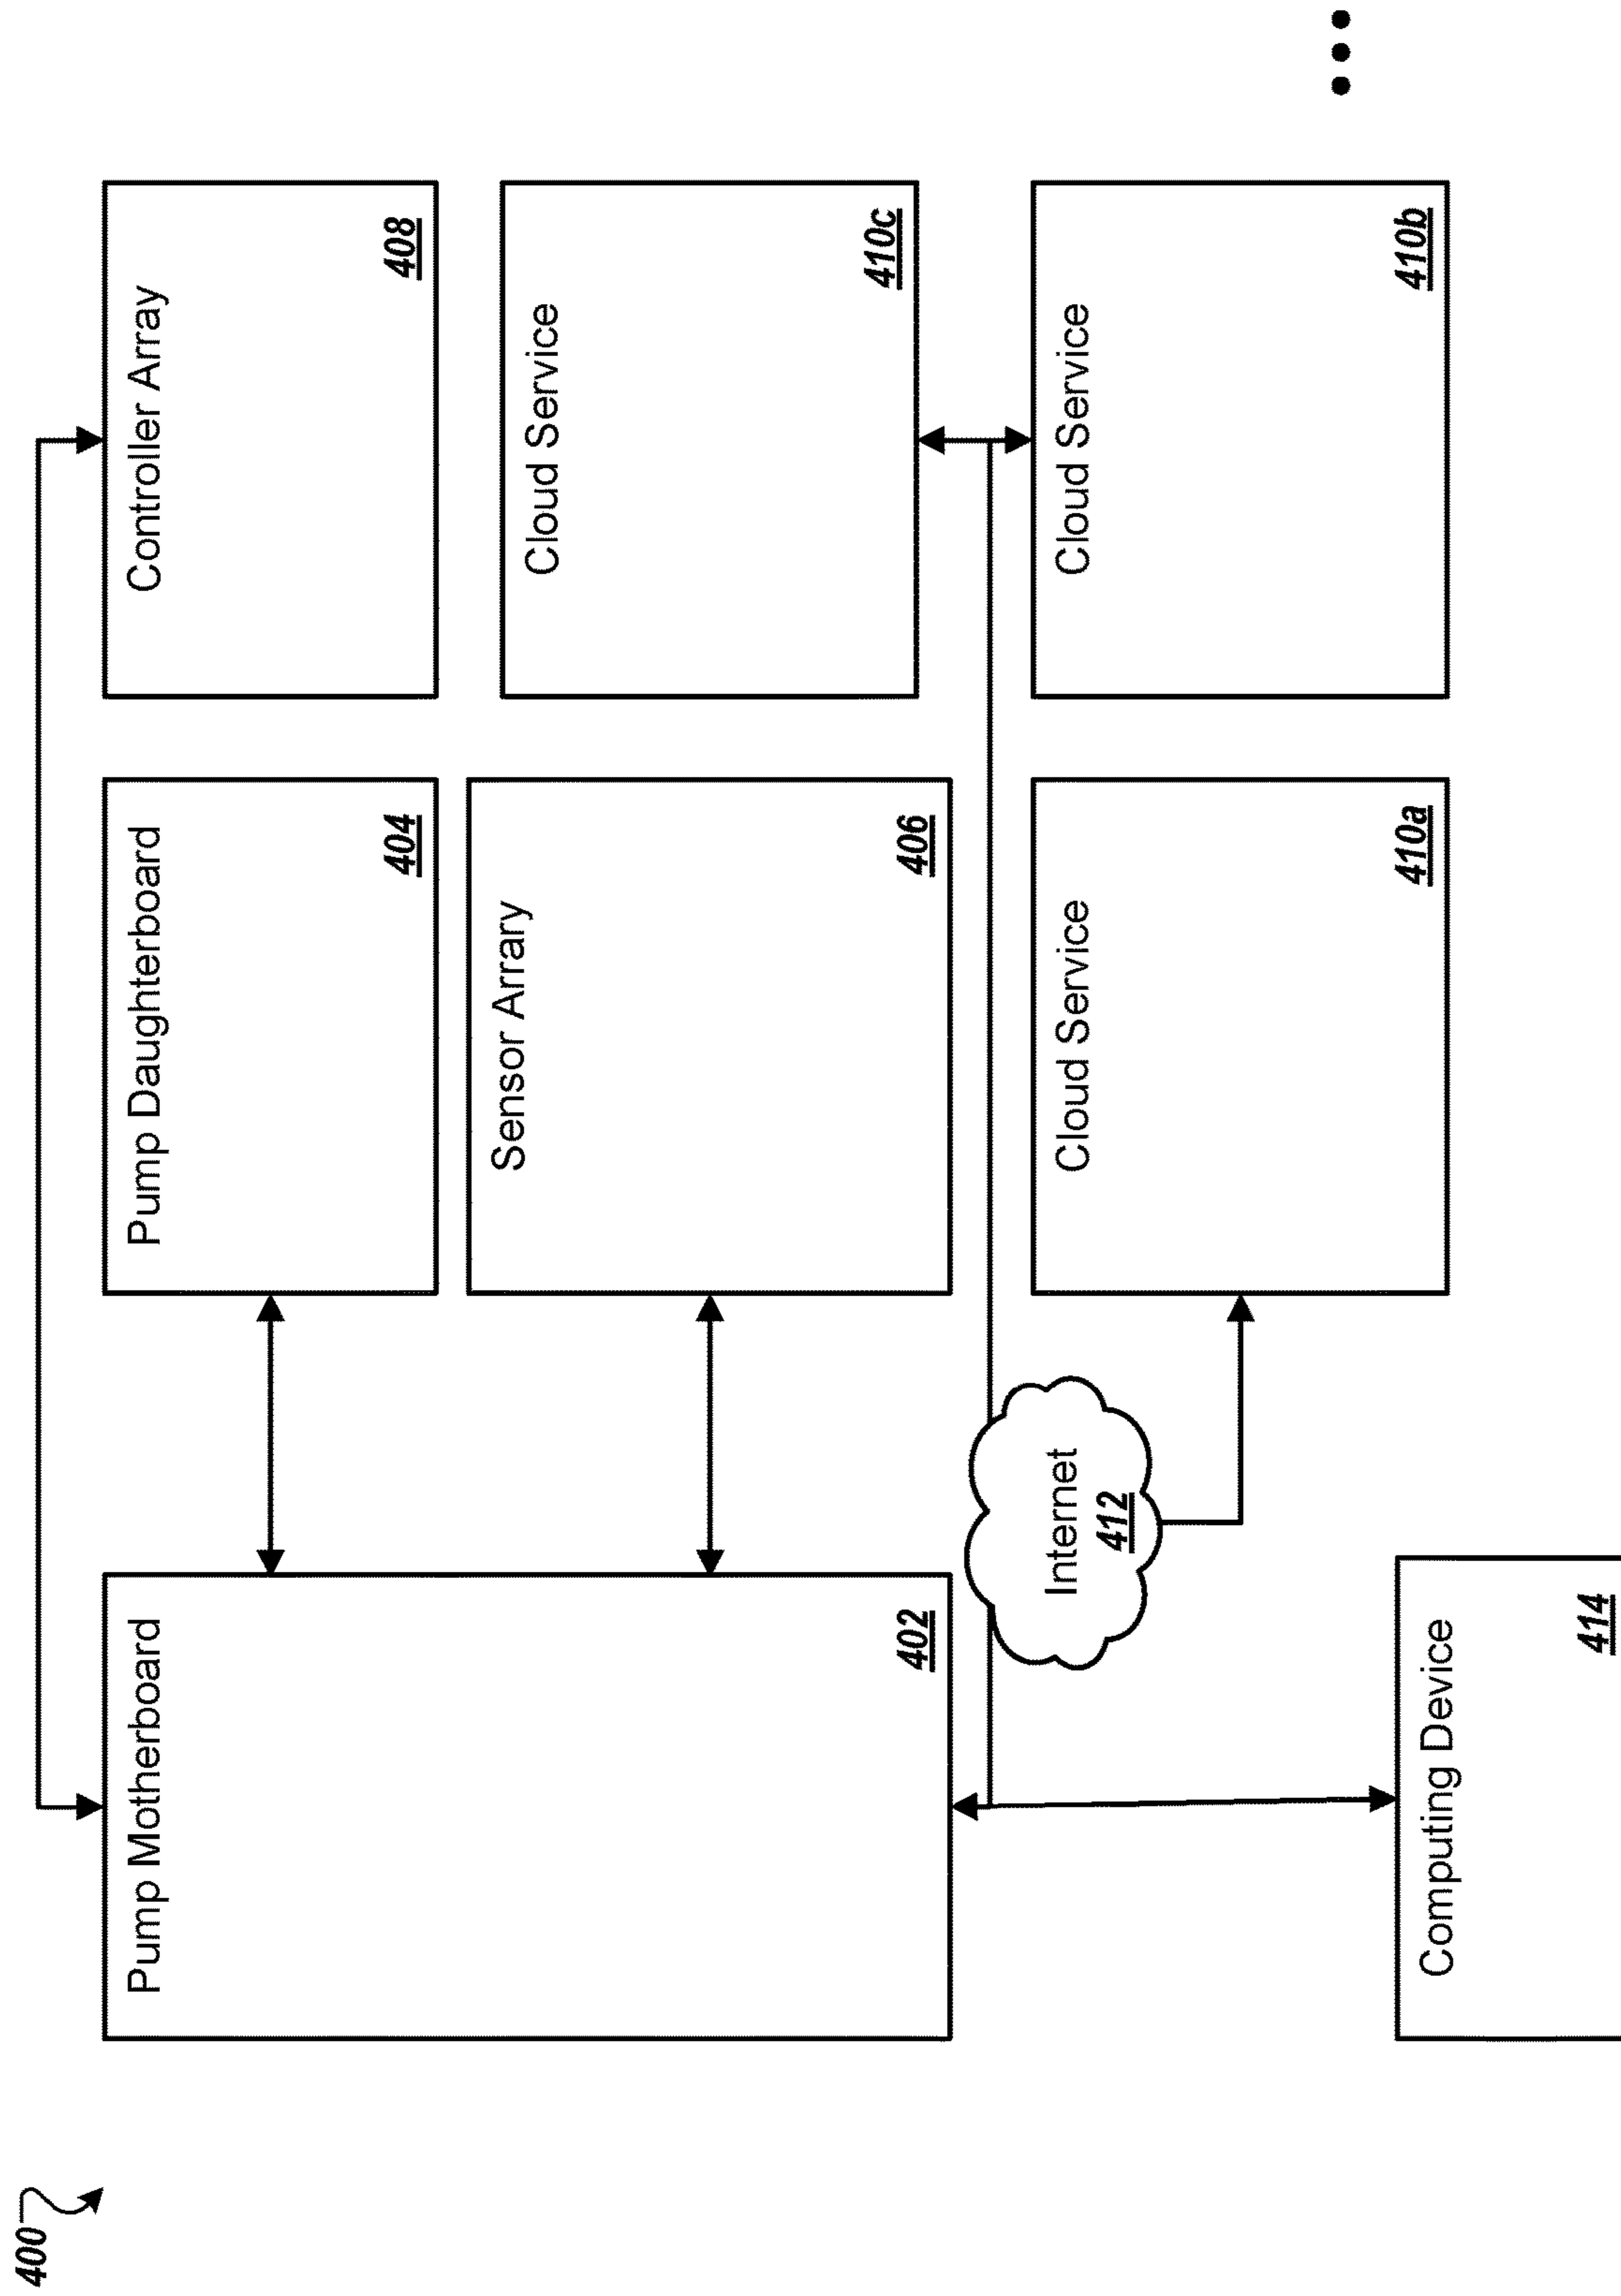 400
Pump Motherboard
402
Pump Daughterboard
404
Controller Array
408
Sensor Arrary
406
Cloud Service
410c
Internet
412
Cloud Service
410a
Cloud Service
410b
Computing Device
414